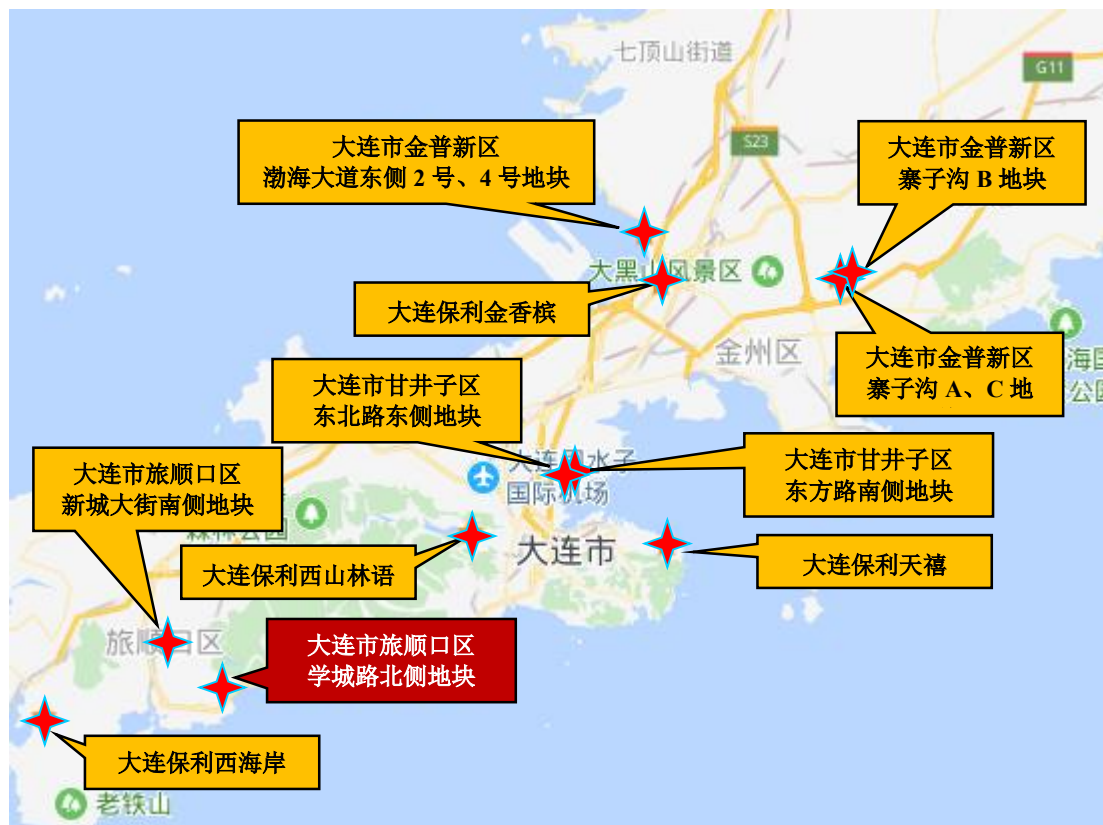 七顶山街道
G11
S23
大连市金普新区
渤海大道东侧 2 号、4 号地块
大连市金普新区
寨子沟 B 地块
大黑山风景区
大连保利金香槟
金州区
大连市金普新区
寨子沟 A、C 地
海国
公园
大连市甘井子区
东北路东侧地块
大连市甘井子区
东方路南侧地块
大连周水子
国际机场
大连市旅顺口区
新城大街南侧地块
森林公园
大连保利西山林语
大连市
大连保利天禧
旅顺口区
大连市旅顺口区
学城路北侧地块
大连保利西海岸
老铁山